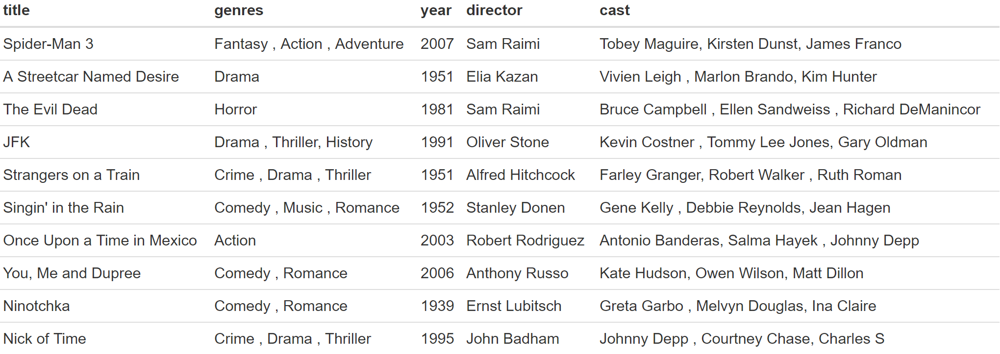 title genres year director cast
Spider-Man 3 Fantasy , Action , Adventure 2007 Sam Raimi Tobey Maguire, Kirsten Dunst, James Franco
A Streetcar Named Desire Drama 1951 Elia Kazan Vivien Leigh , Marlon Brando, Kim Hunter
The Evil Dead Horror 1981 Sam Raimi Bruce Campbell , Ellen Sandweiss , Richard DeManincor
JFK Drama , Thriller, History 1991 Oliver Stone Kevin Costner , Tommy Lee Jones, Gary Oldman
Strangers on a Train Crime , Drama , Thriller 1951 Alfred Hitchcock Farley Granger, Robert Walker , Ruth Roman
Singin' in the Rain Comedy , Music , Romance 1952 Stanley Donen Gene Kelly , Debbie Reynolds, Jean Hagen
Once Upon a Time in Mexico Action 2003 Robert Rodriguez Antonio Banderas, Salma Hayek , Johnny Depp
You, Me and Dupree Comedy , Romance 2006 Anthony Russo Kate Hudson, Owen Wilson, Matt Dillon
Ninotchka Comedy , Romance 1939 Ernst Lubitsch Greta Garbo , Melvyn Douglas, Ina Claire
Nick of Time Crime , Drama , Thriller 1995 John Badham Johnny Depp , Courtney Chase, Charles S